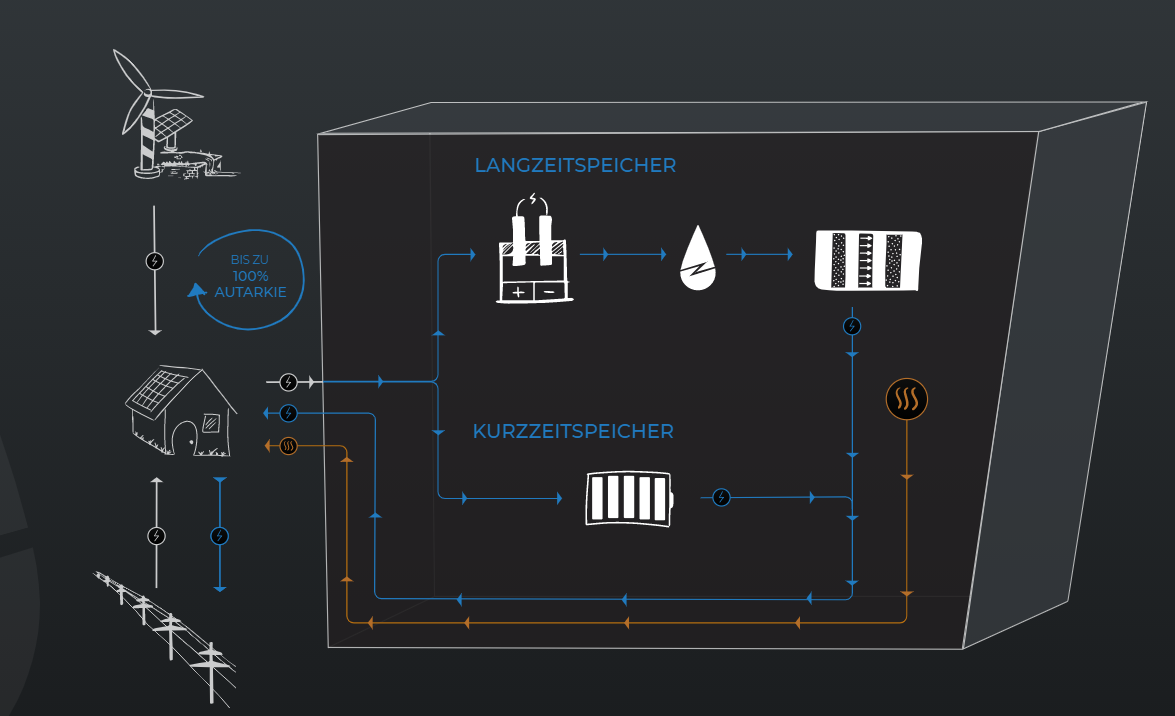 LANGZEITSPEICHER
BIS ZU
100%
AUTARKIE
+ −
KURZZEITSPEICHER